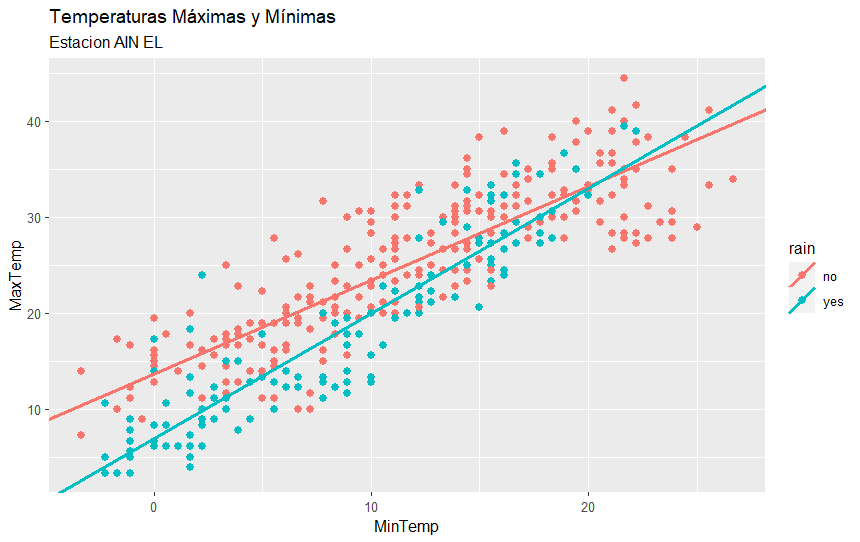 Temperaturas Máximas y Mínimas
Estacion AIN EL
40
30
20
10
0
10
20
MinTemp
MaxTemp
rain
no
yes